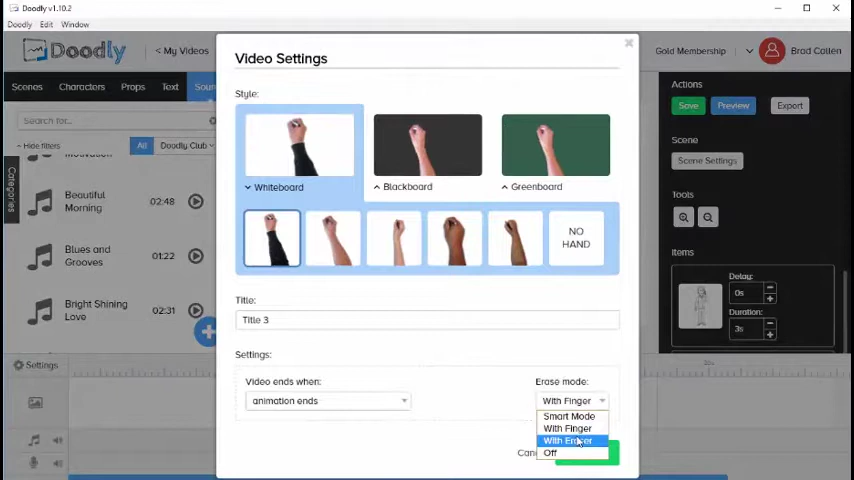 Doodly v1.10.2
Doodly Edit Window
Doodly
< My Videos
Gold Membership
Brad Callen
Scenes Characters Props Text
Search for...
Hide filters All Doodly Club
Categories
Beautiful
Morning
02:48
Blues and
Grooves
01:22
Bright Shining
Love
02:31
Settings
Video Settings
Style:
Whiteboard
Blackboard
Greenboard
NO
HAND
Title:
Title 3
Settings:
Video ends when:
animation ends
Erase mode:
With Finger
Smart Mode
With Finger
With Eraser
Off
Actions
Save Preview Export
Scene
Scene Settings
Tools
Items
Delay:
0s
Duration:
3s